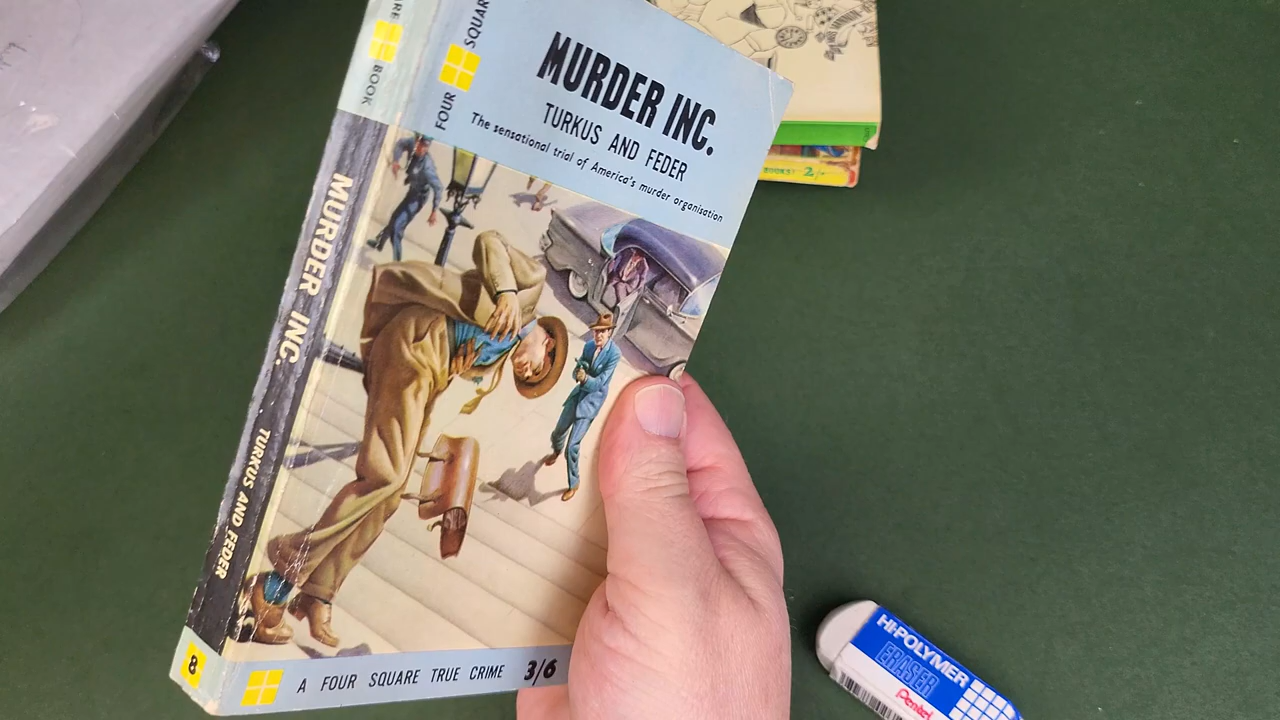 MURDER INC.
TURKUS AND FEDER
The sensational trial of America's murder organisation
FOUR SQUARE
BOOK
MURDER INC.
TURKUS AND FEDER
8
A FOUR SQUARE TRUE CRIME 3/6
2/-
HI-POLYMER
ERASER
Pentel